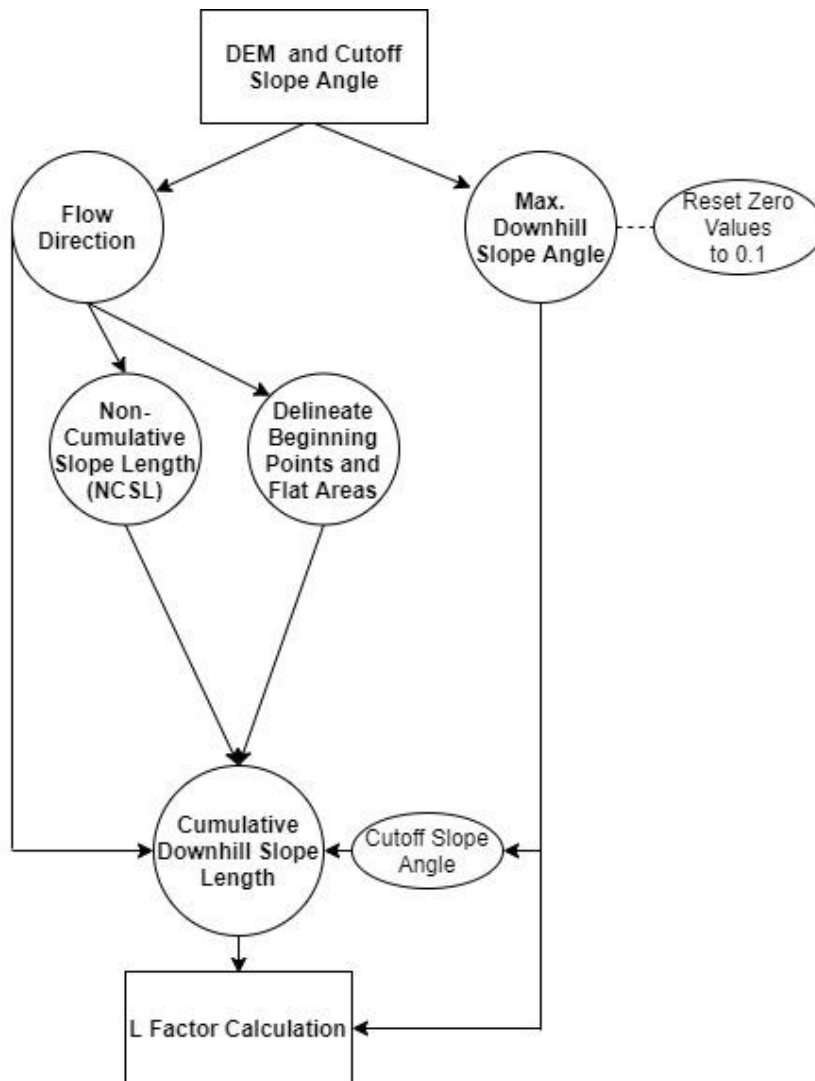 DEM and Cutoff
Slope Angle
Flow
Direction
Max.
Downhill
Slope Angle
Reset Zero
Values
to 0.1
Non-
Cumulative
Slope Length
(NCSL)
Delineate
Beginning
Points and
Flat Areas
Cumulative
Downhill Slope
Length
Cutoff Slope
Angle
L Factor Calculation